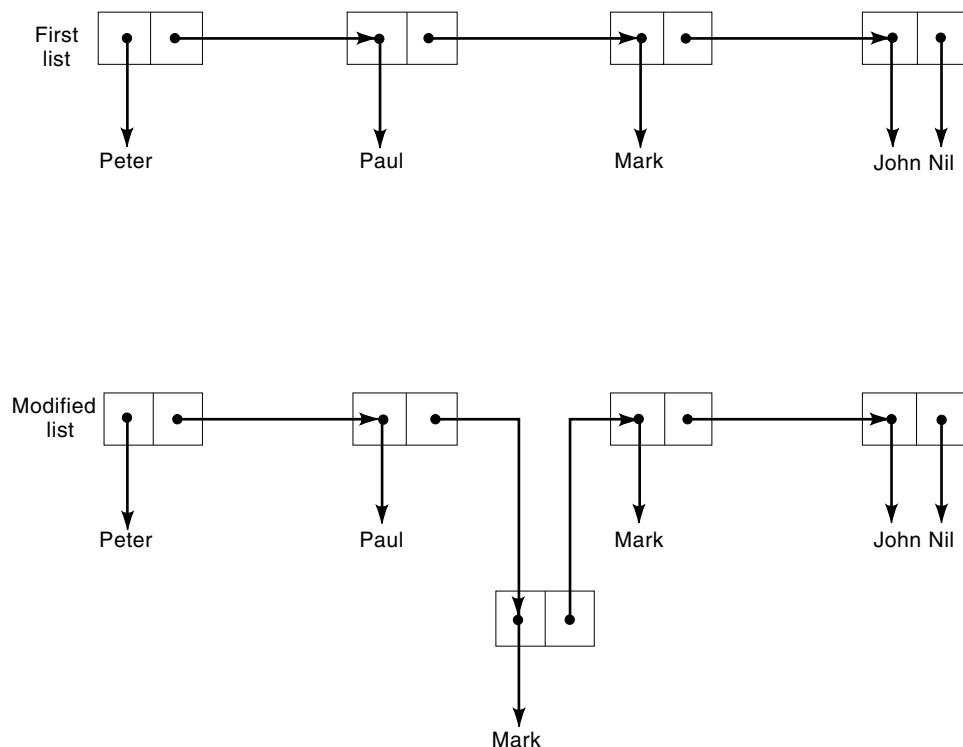 First
list
Peter
Paul
Mark
John Nil
Modified
list
Peter
Paul
Mark
John Nil
Mark